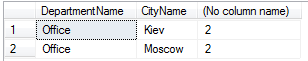 DepartmentName CityName (No column name)
1 Office Kiev 2
2 Office Moscow 2